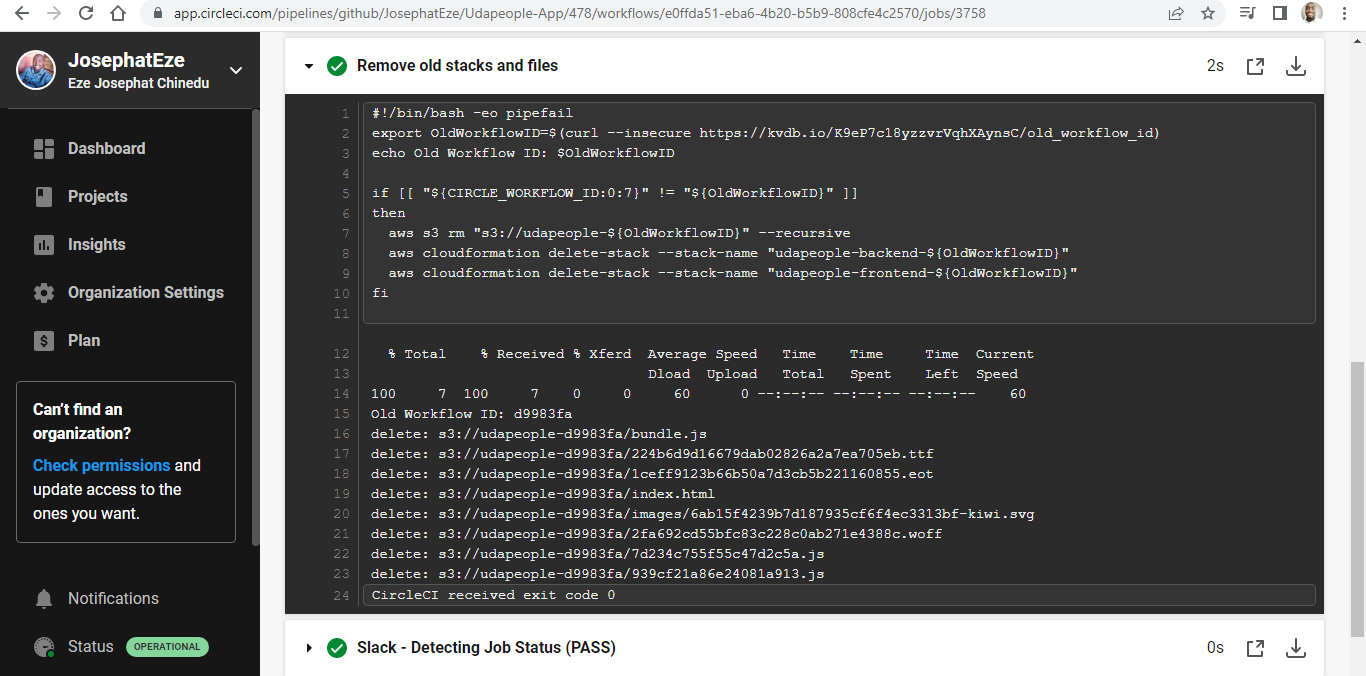 app.circleci.com/pipelines/github/JosephatEze/Udapeople-App/478/workflows/e0ffda51-eba6-4b20-b5b9-808cfe4c2570/jobs/3758
JosephatEze
Eze Josephat Chinedu
Dashboard
Projects
Insights
Organization Settings
Plan
Can't find an
organization?
Check permissions and
update access to the
ones you want.
Notifications
Status OPERATIONAL
Remove old stacks and files 2s
1 #!/bin/bash -eo pipefail
2 export OldWorkflowID=$(curl --insecure https://kvdb.io/K9eP7c18yzzvrVqhXAynsC/old_workflow_id)
3 echo Old Workflow ID: $OldWorkflowID
4
5 if [[ "${CIRCLE_WORKFLOW_ID:0:7}" != "${OldWorkflowID}" ]]
6 then
7   aws s3 rm "s3://udapeople-${OldWorkflowID}" --recursive
8   aws cloudformation delete-stack --stack-name "udapeople-backend-${OldWorkflowID}"
9   aws cloudformation delete-stack --stack-name "udapeople-frontend-${OldWorkflowID}"
10 fi
11
12   % Total    % Received % Xferd  Average Speed   Time    Time     Time  Current
13                                  Dload  Upload   Total   Spent    Left  Speed
14 100     7  100     7    0     0     60      0 --:--:-- --:--:-- --:--:--    60
15 Old Workflow ID: d9983fa
16 delete: s3://udapeople-d9983fa/bundle.js
17 delete: s3://udapeople-d9983fa/224b6d9d16679dab02826a2a7ea705eb.ttf
18 delete: s3://udapeople-d9983fa/1ceff9123b66b50a7d3cb5b221160855.eot
19 delete: s3://udapeople-d9983fa/index.html
20 delete: s3://udapeople-d9983fa/images/6ab15f4239b7d187935cf6f4ec3313bf-kiwi.svg
21 delete: s3://udapeople-d9983fa/2fa692cd55bfc83c228c0ab271e4388c.woff
22 delete: s3://udapeople-d9983fa/7d234c755f55c47d2c5a.js
23 delete: s3://udapeople-d9983fa/939cf21a86e24081a913.js
24 CircleCI received exit code 0
Slack - Detecting Job Status (PASS) 0s